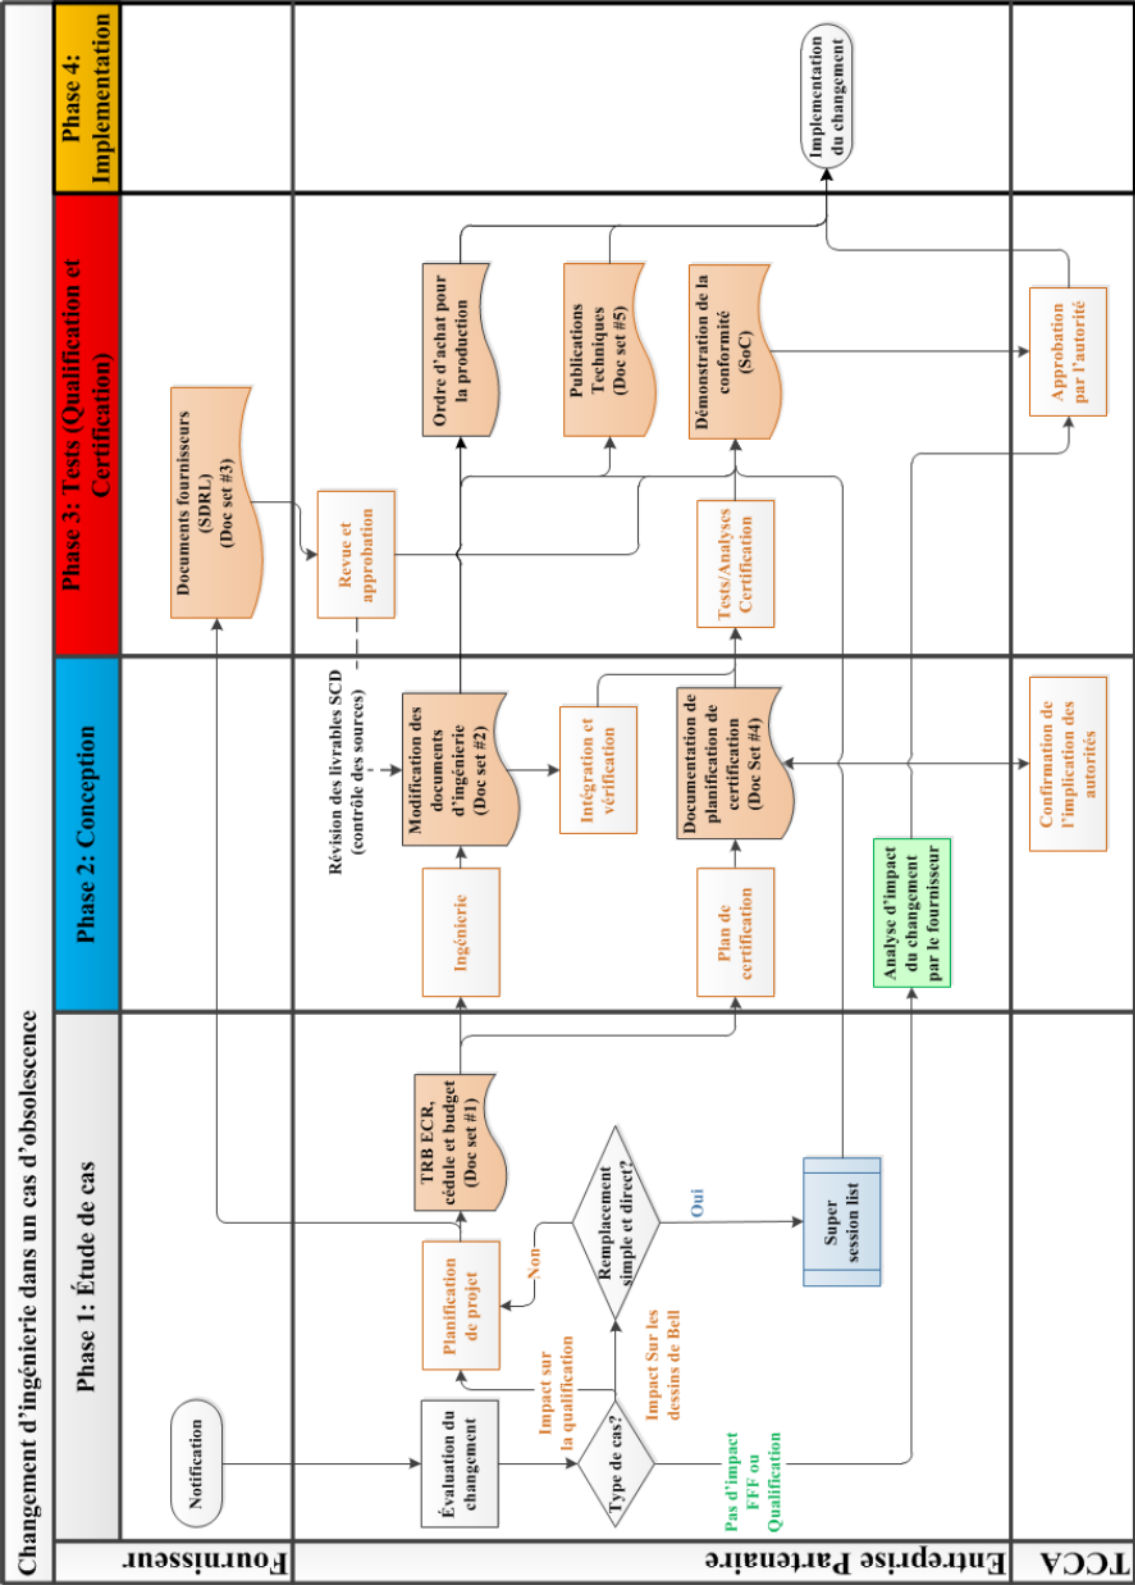 Changement d'ingénierie dans un cas d'obsolescence
Phase 1: Étude de cas
Phase 2: Conception
Phase 3: Tests (Qualification et
Certification)
Phase 4:
Implementation
Fournisseur
Notification
Documents fournisseurs
(SDRL)
(Doc set #3)
Entreprise Partenaire
Évaluation du
changement
Type de cas?
Impact sur
la qualification
Impact Sur les
dessins de Bell
Pas d'impact
FFF ou
Qualification
Planification
de projet
Non
Remplacement
simple et direct?
Oui
Super
session list
TRB ECR,
cédule et budget
(Doc set #1)
Révision des livrables SCD
(contrôle des sources)
Ingénierie
Modification des
documents
d'ingénierie
(Doc set #2)
Intégration et
vérification
Plan de
certification
Documentation de
planification de
certification
(Doc Set #4)
Analyse d'impact
du changement
par le fournisseur
Revue et
approbation
Tests/Analyses
Certification
Ordre d'achat pour
la production
Publications
Techniques
(Doc set #5)
Démonstration de la
conformité
(SoC)
Implementation
du changement
TCCA
Confirmation de
l'implication des
autorités
Approbation
par l'autorité